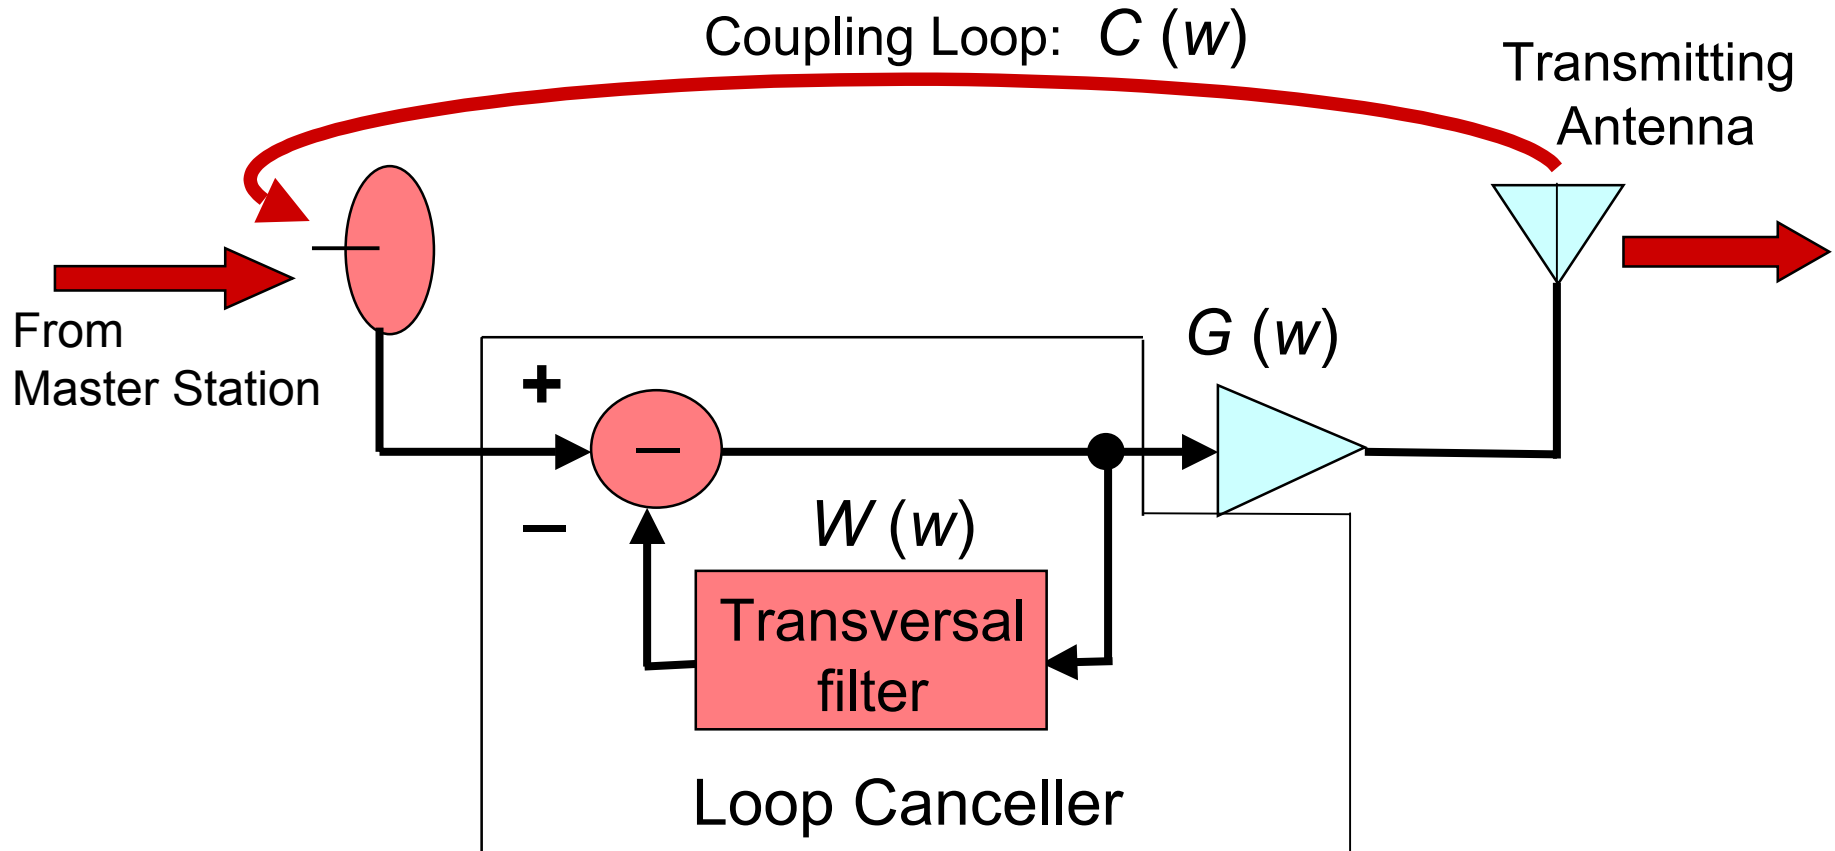 Coupling Loop: C (w)
Transmitting
Antenna
From
Master Station
G (w)
+
−
−
W (w)
Transversal
filter
Loop Canceller